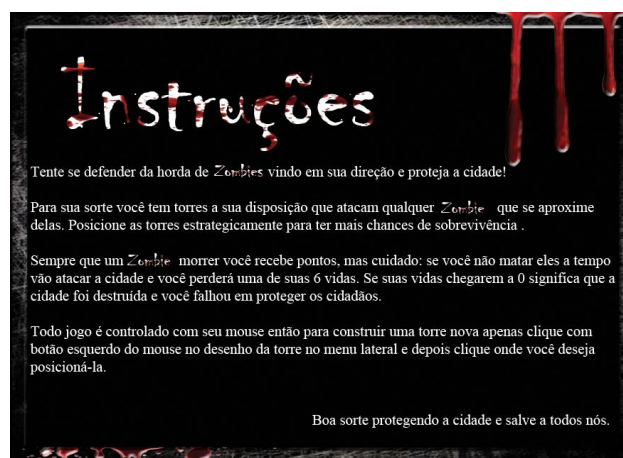 Instruções
Tente se defender da horda de Zombies vindo em sua direção e proteja a cidade!
Para sua sorte você tem torres a sua disposição que atacam qualquer Zombie que se aproxime
delas. Posicione as torres estrategicamente para ter mais chances de sobrevivência .
Sempre que um Zombie morrer você recebe pontos, mas cuidado: se você não matar eles a tempo
vão atacar a cidade e você perderá uma de suas 6 vidas. Se suas vidas chegarem a 0 significa que a
cidade foi destruída e você falhou em proteger os cidadãos.
Todo jogo é controlado com seu mouse então para construir uma torre nova apenas clique com
botão esquerdo do mouse no desenho da torre no menu lateral e depois clique onde você deseja
posicioná-la.
Boa sorte protegendo a cidade e salve a todos nós.